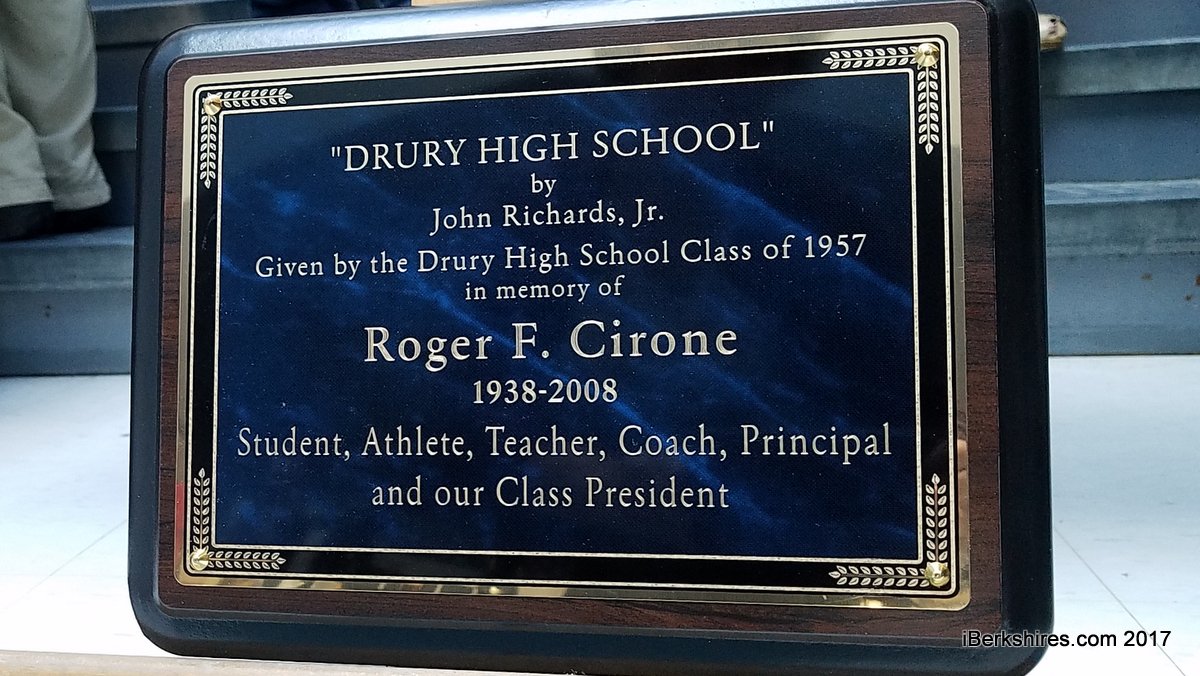 "DRURY HIGH SCHOOL"
by
John Richards, Jr.
Given by the Drury High School Class of 1957
in memory of
Roger F. Cirone
1938-2008
Student, Athlete, Teacher, Coach, Principal
and our Class President
iBerkshires.com 2017